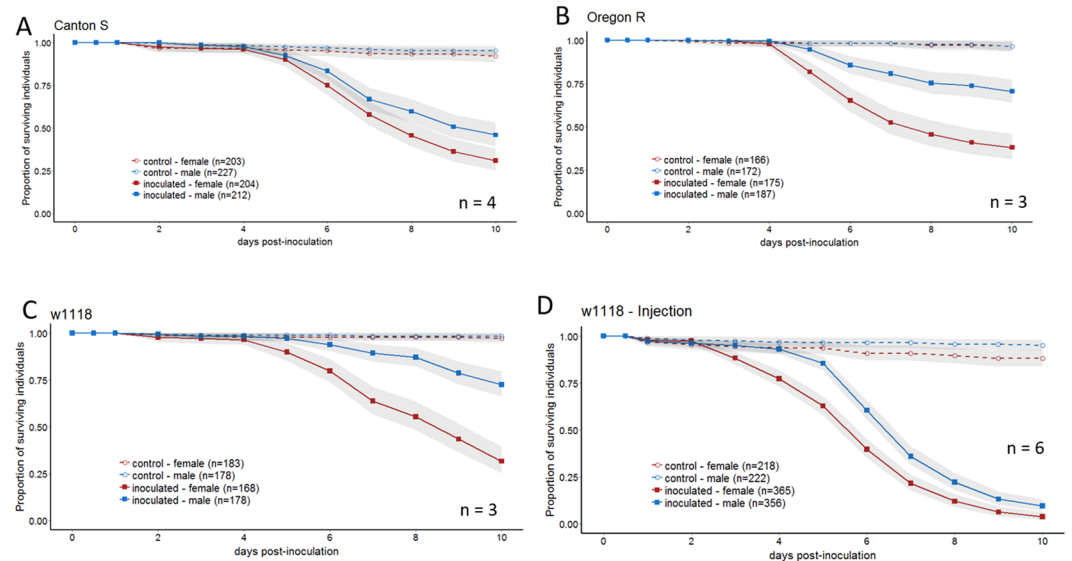 A
Canton S
Proportion of surviving individuals
1.00
0.75
0.50
0.25
0.00
control - female (n=203)
control - male (n=227)
inoculated - female (n=204)
inoculated - male (n=212)
n = 4
0 2 4 6 8 10
days post-inoculation
B
Oregon R
Proportion of surviving individuals
1.00
0.75
0.50
0.25
0.00
control - female (n=166)
control - male (n=172)
inoculated - female (n=175)
inoculated - male (n=187)
n = 3
0 2 4 6 8 10
days post-inoculation
C
w1118
Proportion of surviving individuals
1.00
0.75
0.50
0.25
0.00
control - female (n=183)
control - male (n=178)
inoculated - female (n=168)
inoculated - male (n=178)
n = 3
0 2 4 6 8 10
days post-inoculation
D
w1118 - Injection
Proportion of surviving individuals
1.00
0.75
0.50
0.25
0.00
n = 6
control - female (n=218)
control - male (n=222)
inoculated - female (n=365)
inoculated - male (n=356)
0 2 4 6 8 10
days post-inoculation